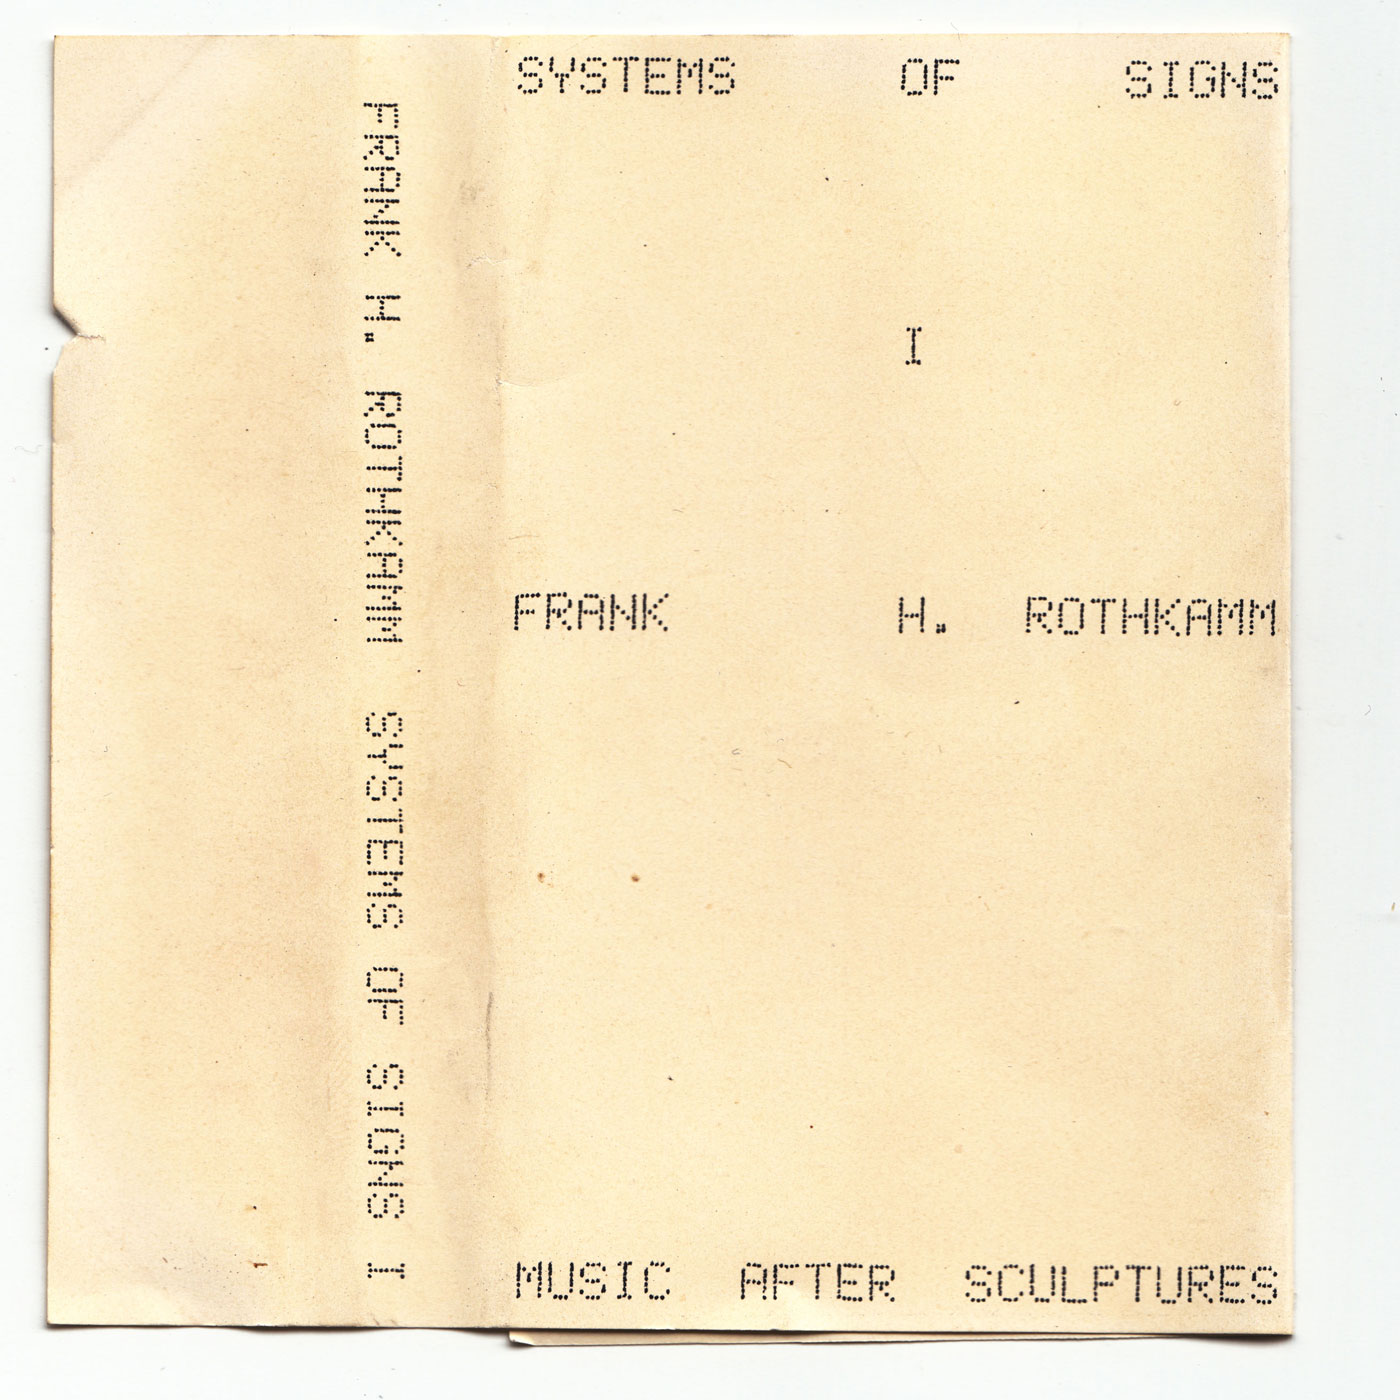 FRANK H. ROTHKAMM SYSTEMS OF SIGNS I
SYSTEMS OF SIGNS
I
FRANK H. ROTHKAMM
MUSIC AFTER SCULPTURES